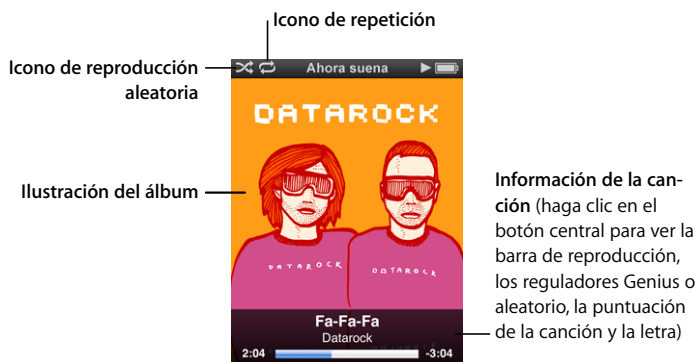 Icono de repetición
Icono de reproducción
aleatoria
Ahora suena
DATAROCK
Ilustración del álbum
DATAROCK
DATAROCK
Información de la can-
ción (haga clic en el
botón central para ver la
barra de reproducción,
los reguladores Genius o
aleatorio, la puntuación
de la canción y la letra)
Fa-Fa-Fa
Datarock
2:04 -3:04